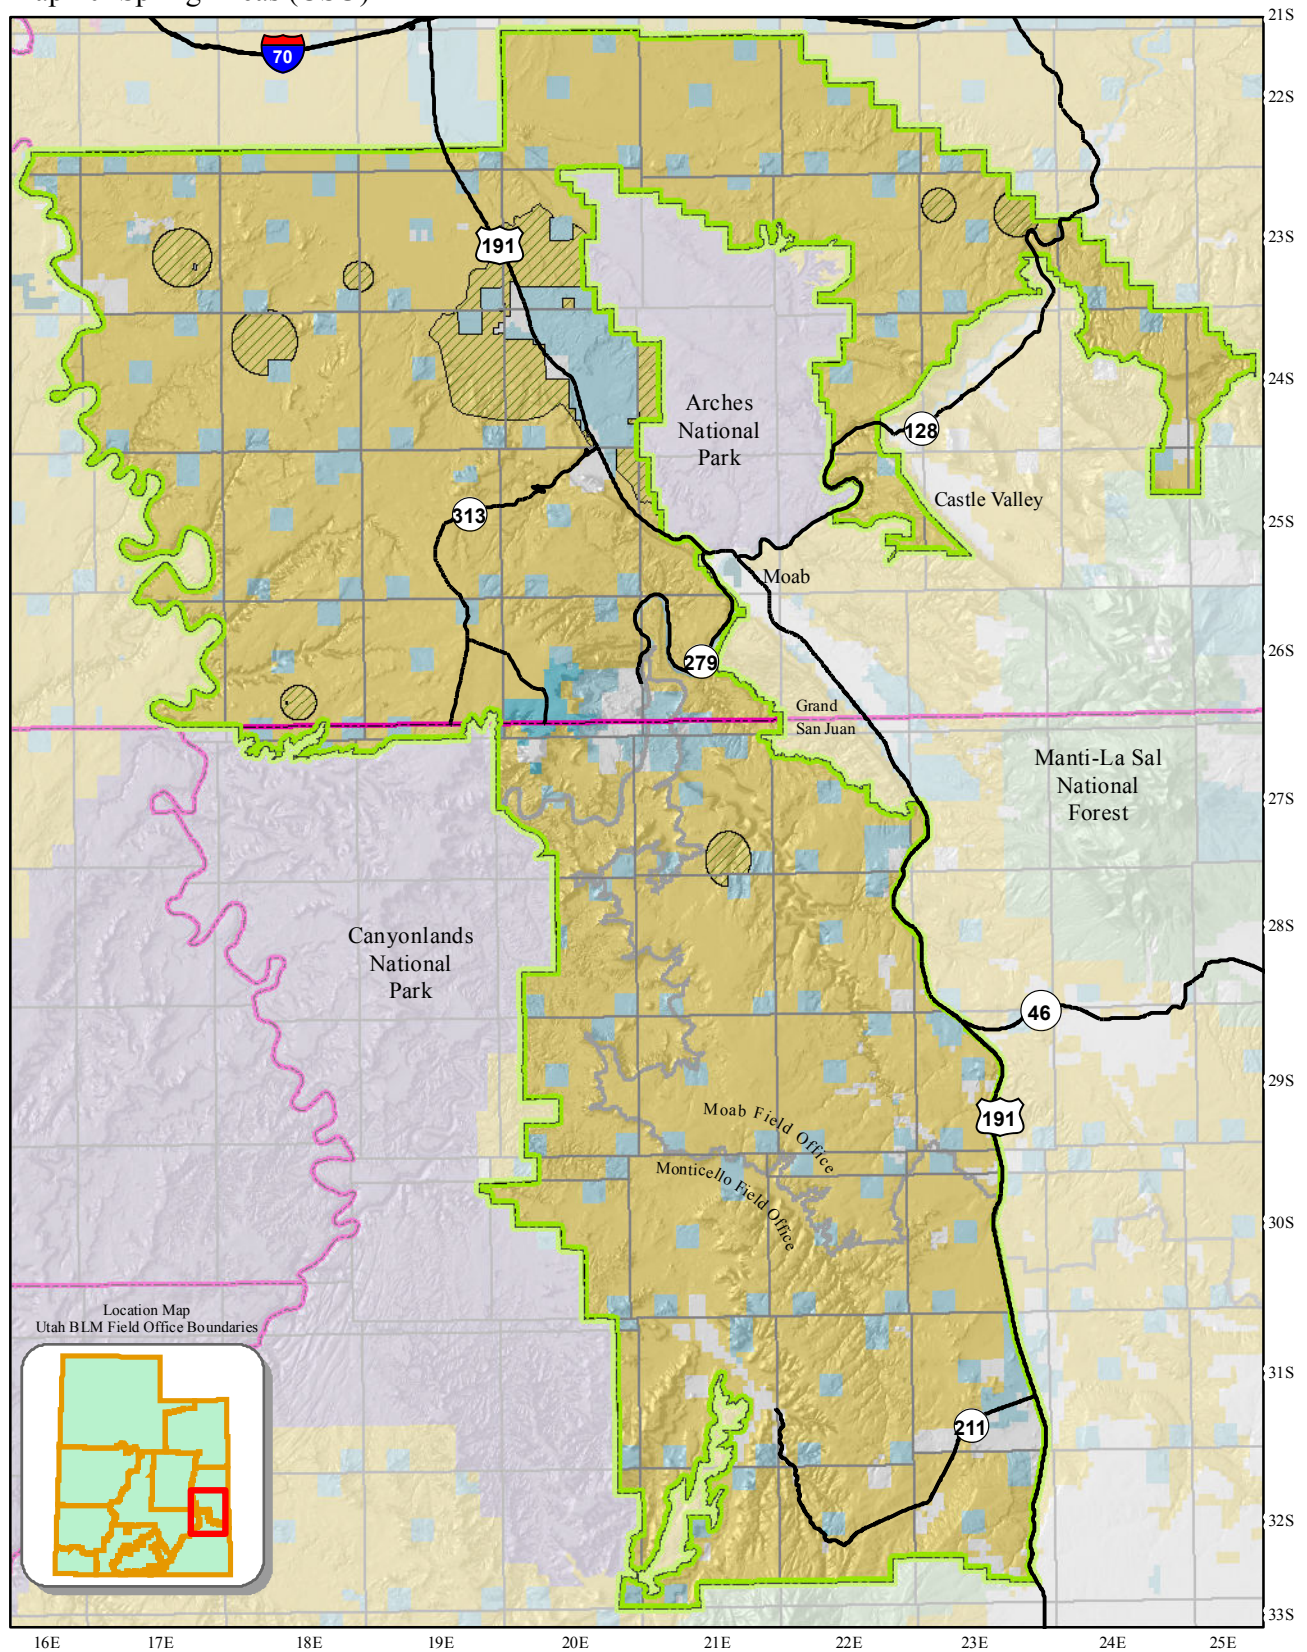 21S
70
22S
191
23S
24S
Arches
National
Park
128
Castle Valley
313
25S
Moab
279
26S
Grand
San Juan
Manti-La Sal
National
Forest
27S
Canyonlands
National
Park
28S
46
29S
Moab Field Office
191
Monticello Field Office
30S
Location Map
Utah BLM Field Office Boundaries
31S
211
32S
33S
16E 17E 18E 19E 20E 21E 22E 23E 24E 25E